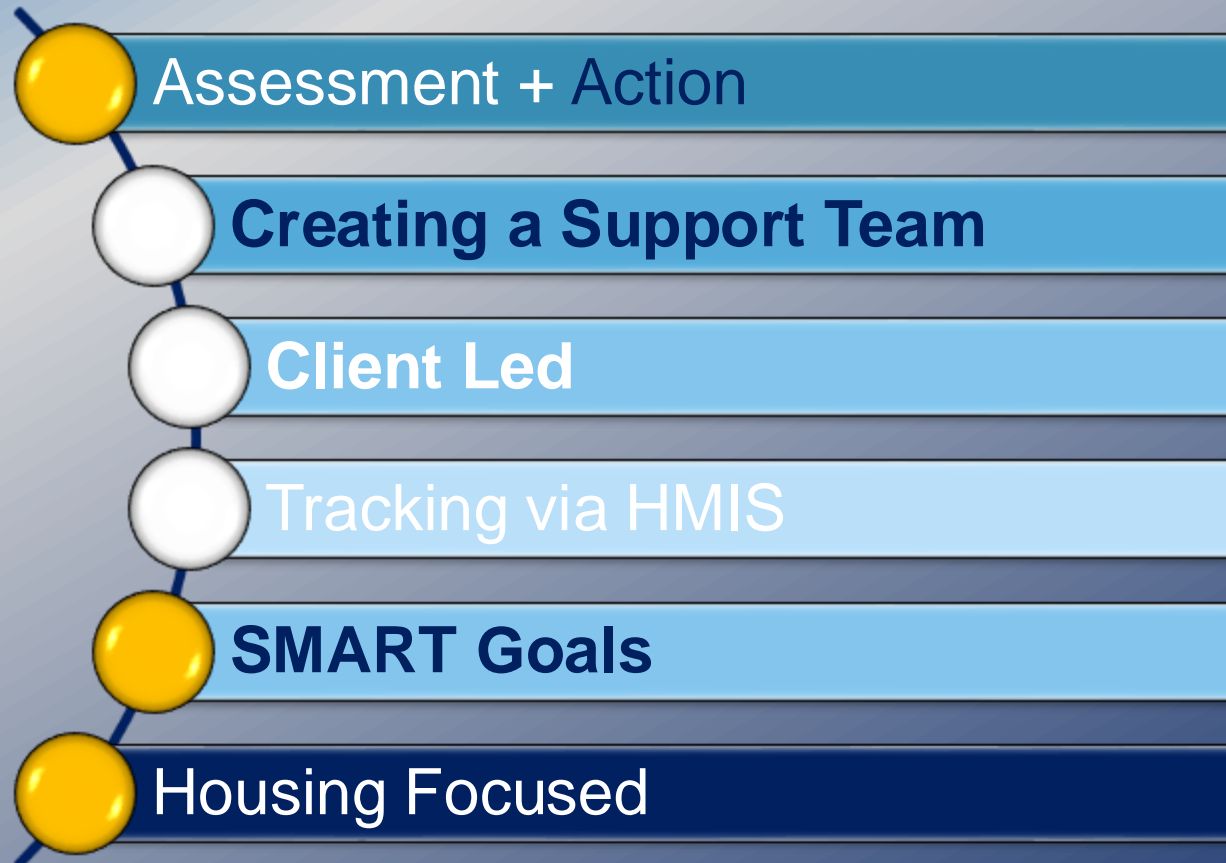 Assessment + Action
Creating a Support Team
Client Led
Tracking via HMIS
SMART Goals
Housing Focused